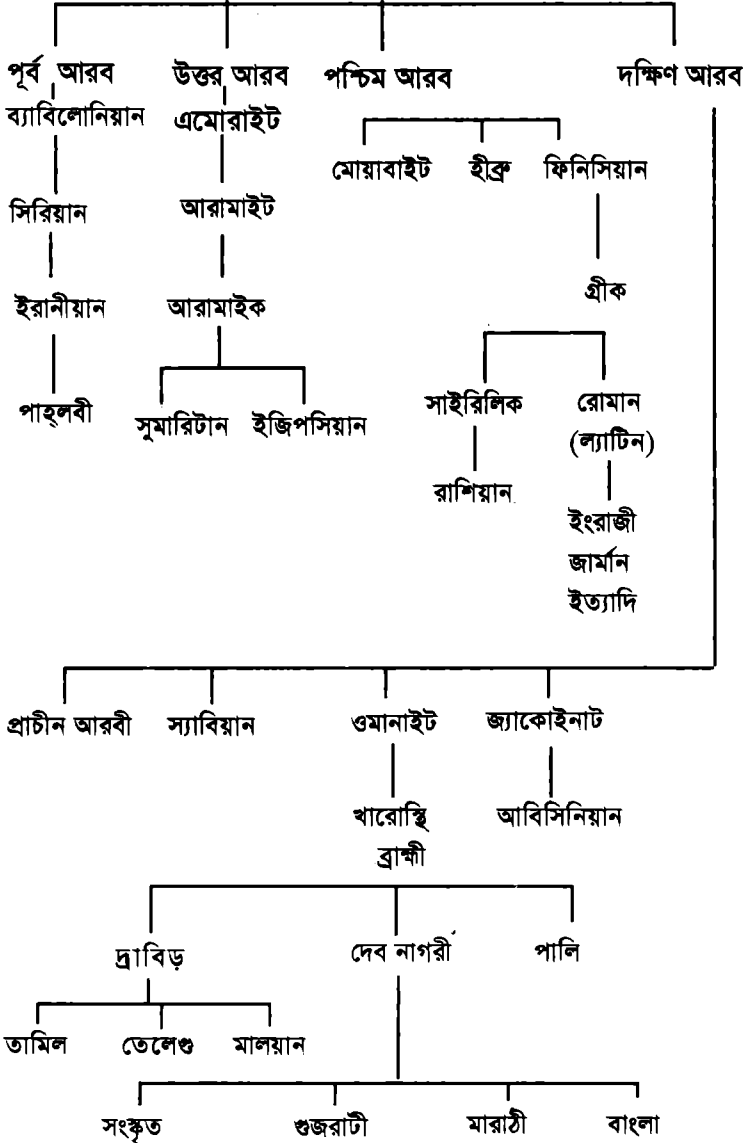 পূর্ব আরব উত্তর আরব পশ্চিম আরব দক্ষিণ আরব
ব্যাবিলোনিয়ান এমোরাইট
মোয়াবাইট হীব্রু ফিনিসিয়ান
সিরিয়ান আরামাইট
গ্রীক
ইরানীয়ান আরামাইক
সাইরিলিক রোমান
পাহ্লবী সুমারিটান ইজিপসিয়ান (ল্যাটিন)
রাশিয়ান
ইংরাজী
জার্মান
ইত্যাদি
প্রাচীন আরবী স্যাবিয়ান ওমানাইট জ্যাকোইনাট
খারোস্থি আবিসিনিয়ান
ব্রাহ্মী
দ্রাবিড় দেব নাগরী পালি
তামিল তেলেগু মালয়ান
সংস্কৃত গুজরাটী মারাঠী বাংলা